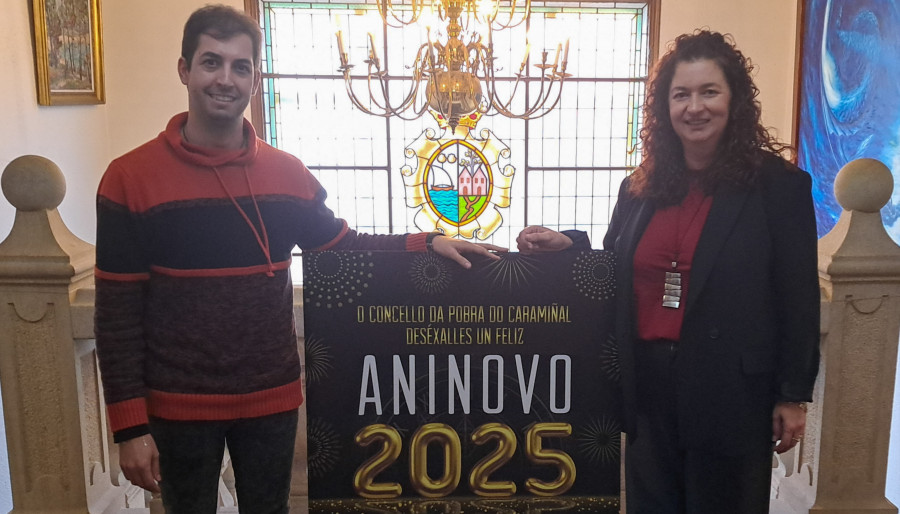 O CONCELLO DA POBRA DO CARAMIÑAL
DESÉXALLES UN FELIZ
ANINOVO
2025